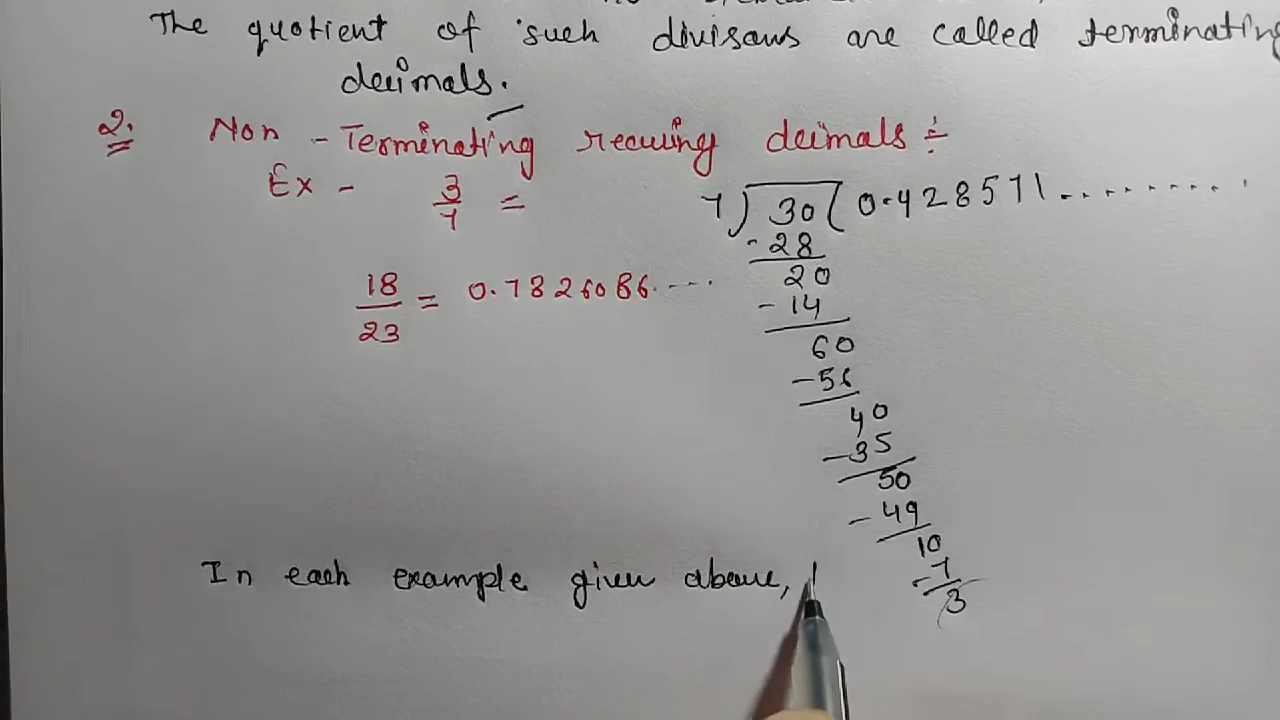 The quotient of such divisons are called terminating
decimals.
2. Non - Terminating recuring decimals ÷
Ex - 3/7 =
7) 30 ( 0.428571.........
- 28
20
- 14
18/23 = 0.7826086....
60
- 56
40
- 35
50
- 49
10
- 7
3
In each example given above,